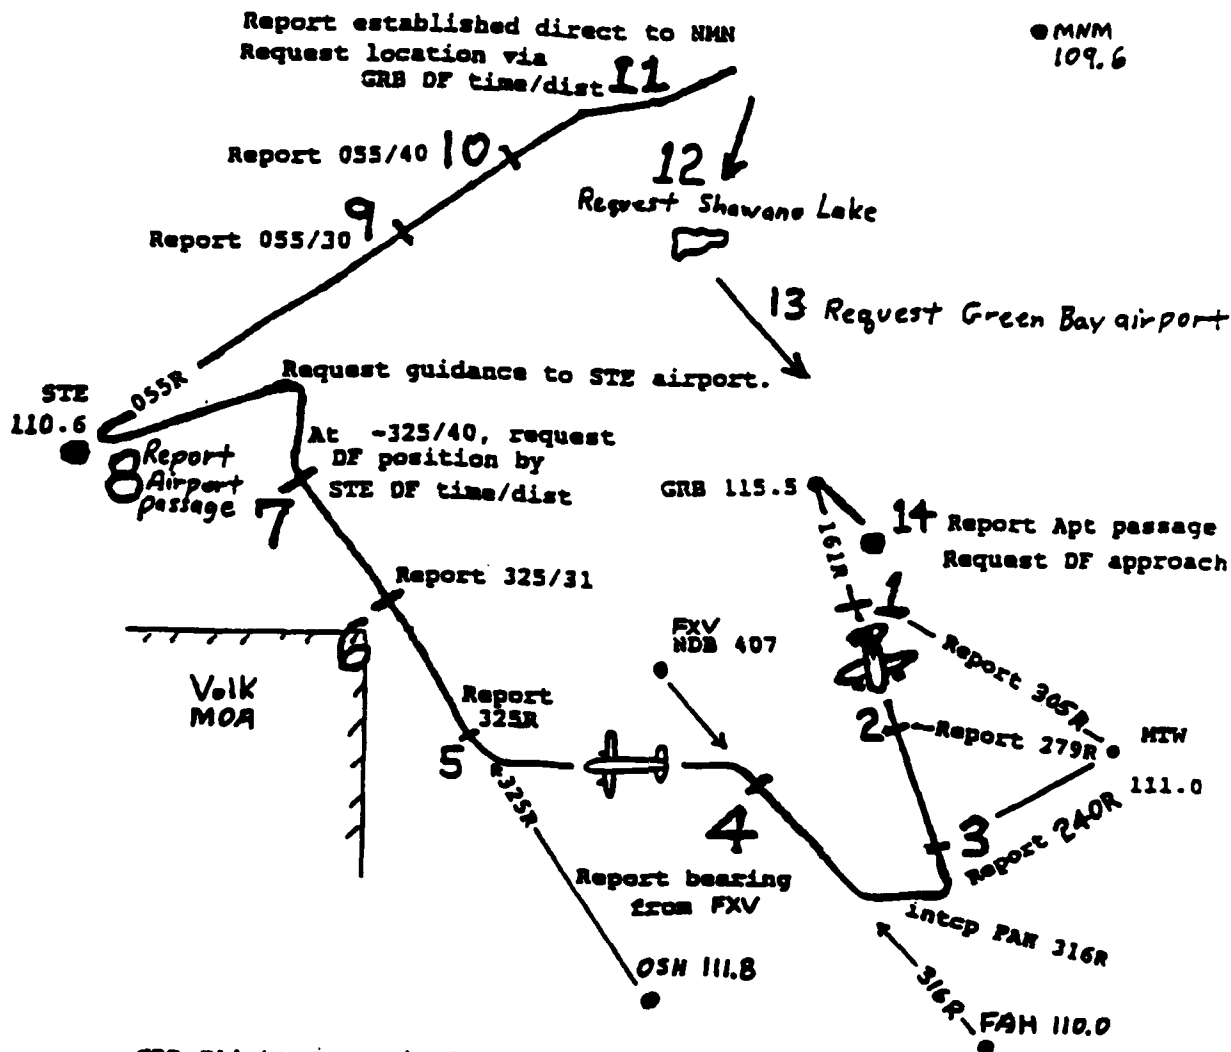 Report established direct to NMN
Request location via
GRB DF time/dist 11
MNM
109.6
Report 055/40 10
12
Request Shawano Lake
Report 055/30 9
13 Request Green Bay airport
055R
STE
110.6
Request guidance to STE airport.
8 Report
Airport
passage
At ~325/40, request
DF position by
STE DF time/dist
7
GRB 115.5
161R
14 Report Apt passage
Request DF approach
Report 325/31
6
1
Report 305R
FXV
NDB 407
Volk
MOA
Report
325R
5
R325R
2
Report 279R
MTW
111.0
4
3
Report 240R
Report bearing
from FXV
intcp FAH 316R
OSH 111.8
316R
FAH 110.0